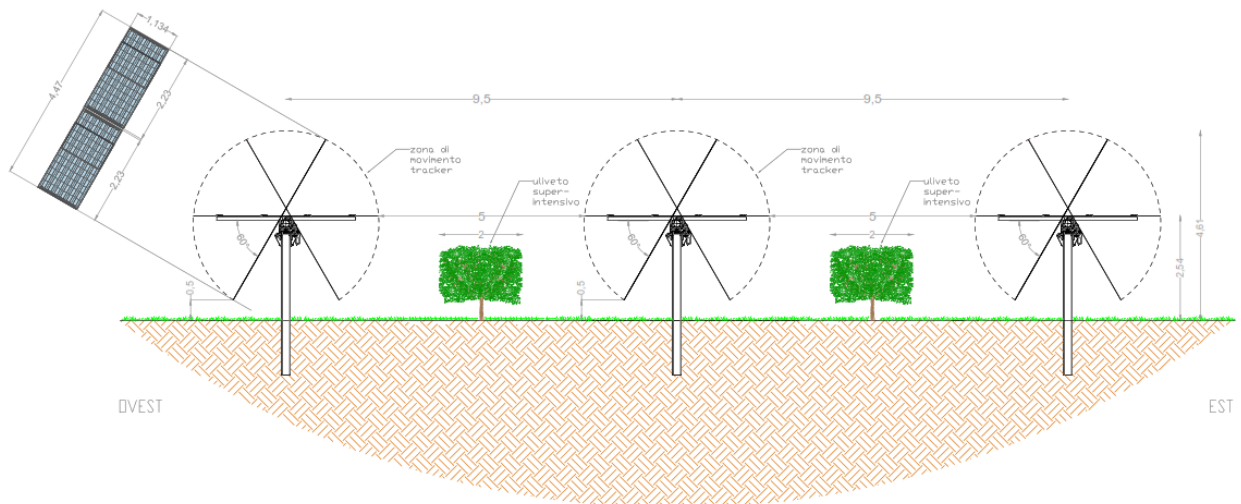 1,134
4,47
2,23
2,23
9,5
9,5
zona di
movimento
tracker
zona di
movimento
tracker
uliveto
super-
intensivo
uliveto
super-
intensivo
5
5
2
2
60°
60°
60°
0,5
0,5
2,54
4,61
OVEST
EST